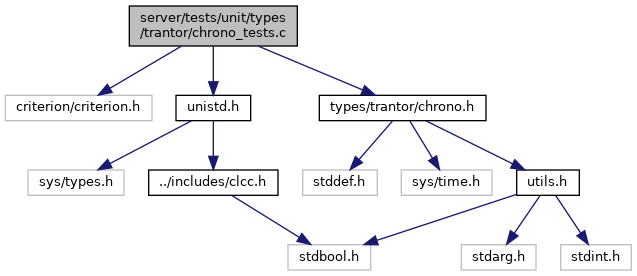 server/tests/unit/types
/trantor/chrono_tests.c
criterion/criterion.h
unistd.h
types/trantor/chrono.h
sys/types.h
../includes/clcc.h
stddef.h
sys/time.h
utils.h
stdbool.h
stdarg.h
stdint.h